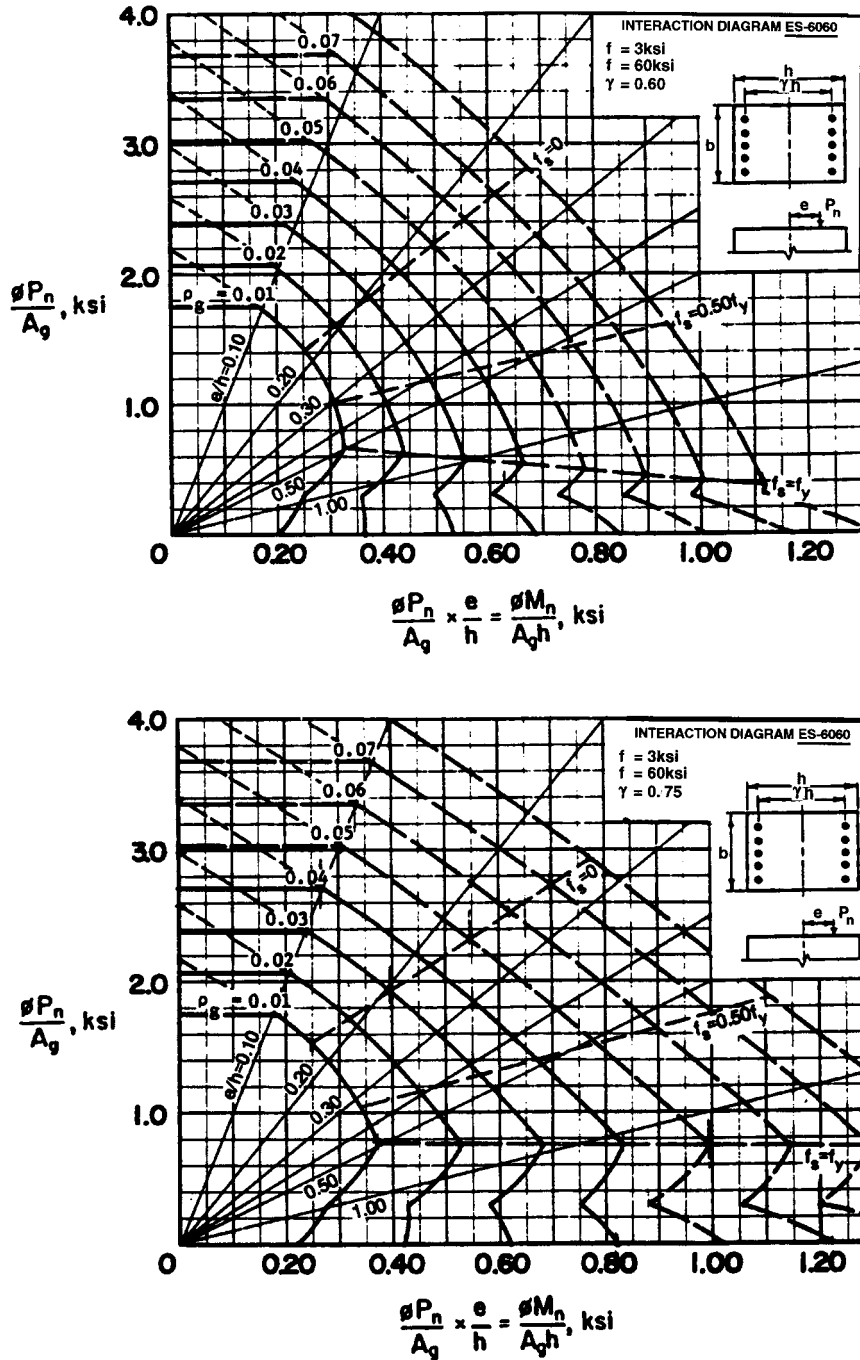 4.0
3.0
2.0
1.0
0
0.20
0.40
0.60
0.80
1.00
1.20
øPn/Ag, ksi
0.07
0.06
0.05
0.04
0.03
0.02
ρg = 0.01
e/h=0.10
0.20
0.30
0.50
1.00
fs=0
fs=0.50fy
fs=fy
INTERACTION DIAGRAM ES-6060
f = 3ksi
f = 60ksi
γ = 0.60
h
γh
b
e
Pn
øPn/Ag × e/h = øMn/Agh, ksi
4.0
3.0
2.0
1.0
0
0.20
0.40
0.60
0.80
1.00
1.20
øPn/Ag, ksi
0.07
0.06
0.05
0.04
0.03
0.02
ρg = 0.01
e/h=0.10
0.20
0.30
0.50
1.00
fs=0
fs=0.50fy
fs=fy
INTERACTION DIAGRAM ES-6060
f = 3ksi
f = 60ksi
γ = 0.75
h
γh
b
e
Pn
øPn/Ag × e/h = øMn/Agh, ksi